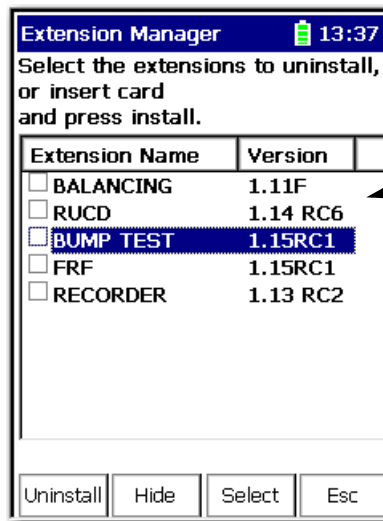 Extension Manager 13:37
Select the extensions to uninstall,
or insert card
and press install.
Extension Name Version
BALANCING 1.11F
RUCD 1.14 RC6
BUMP TEST 1.15RC1
FRF 1.15RC1
RECORDER 1.13 RC2
Uninstall Hide Select Esc